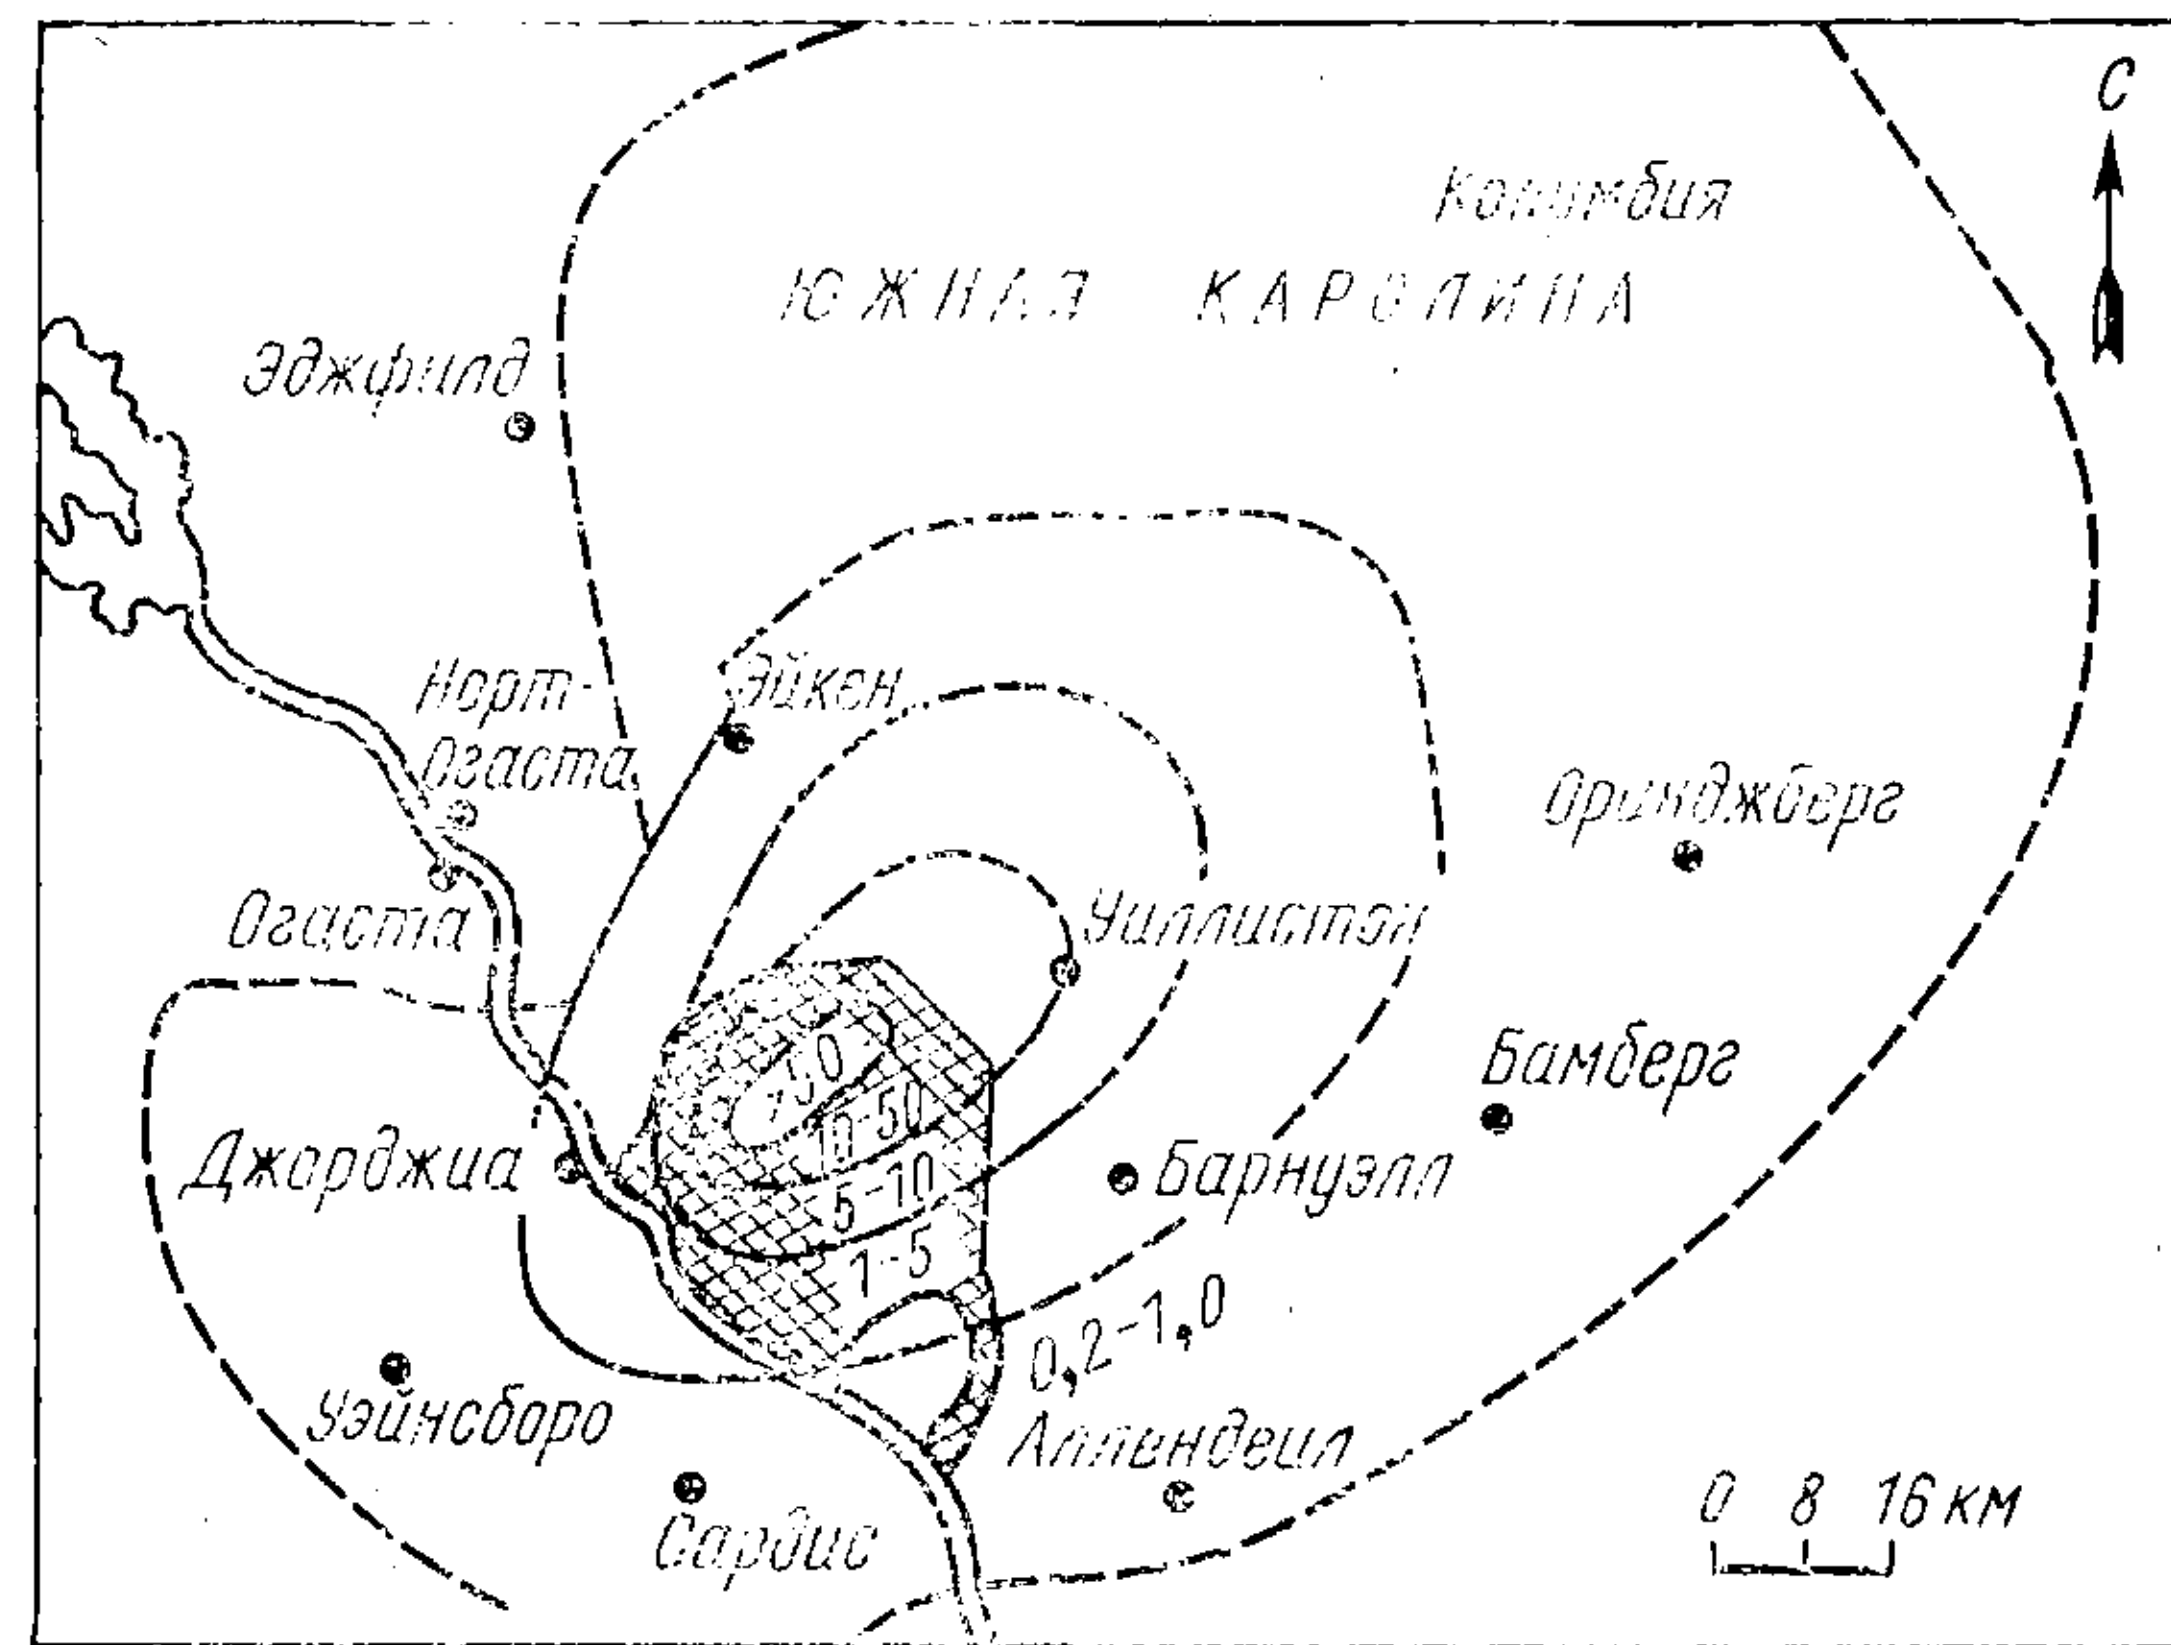 С
Колумбия
ЮЖНАЯ КАРОЛИНА
Эджфилд
Норт-
Огаста
Эйкен
Оринджберг
Огаста
Уиллистон
Бамберг
10-50
Джорджиа
5-10
Барнуэлл
1-5
0,2-1,0
Уэйнсборо
Аллендейл
Сардис
0 8 16 км